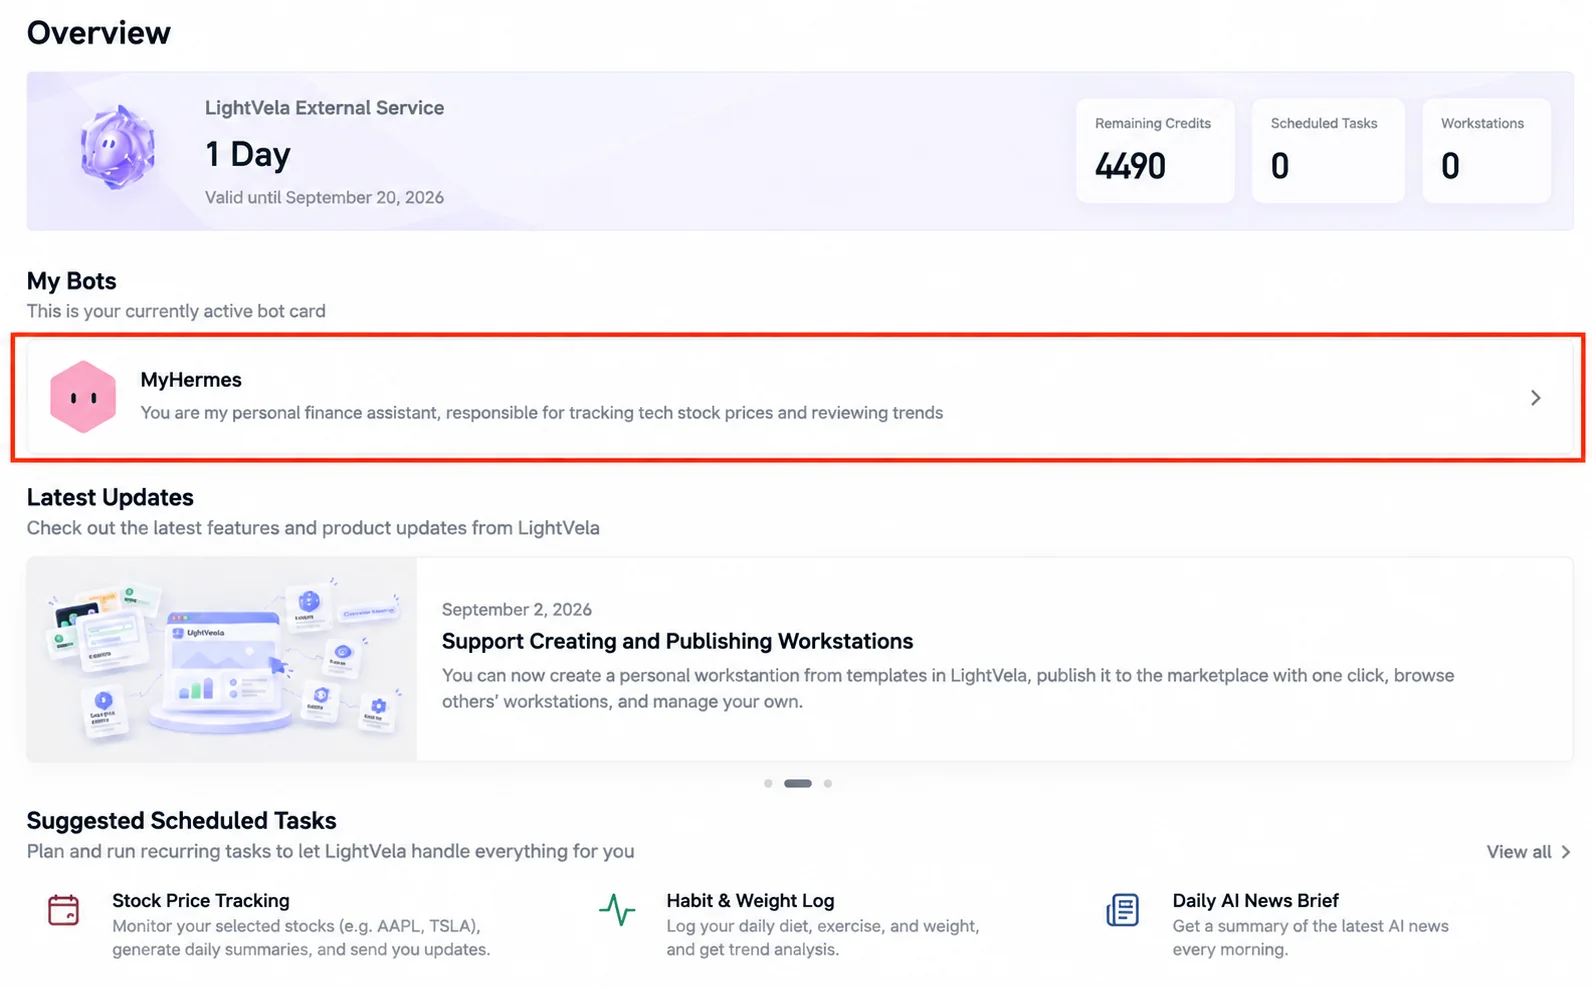 Overview
LightVela External Service
1 Day
Valid until September 20, 2026
Remaining Credits
4490
Scheduled Tasks
0
Workstations
0
My Bots
This is your currently active bot card
MyHermes
You are my personal finance assistant, responsible for tracking tech stock prices and reviewing trends
Latest Updates
Check out the latest features and product updates from LightVela
LightVeola
September 2, 2026
Support Creating and Publishing Workstations
You can now create a personal workstantion from templates in LightVela, publish it to the marketplace with one click, browse
others’ workstations, and manage your own.
Suggested Scheduled Tasks
Plan and run recurring tasks to let LightVela handle everything for you
View all
Stock Price Tracking
Monitor your selected stocks (e.g. AAPL, TSLA),
generate daily summaries, and send you updates.
Habit & Weight Log
Log your daily diet, exercise, and weight,
and get trend analysis.
Daily AI News Brief
Get a summary of the latest AI news
every morning.